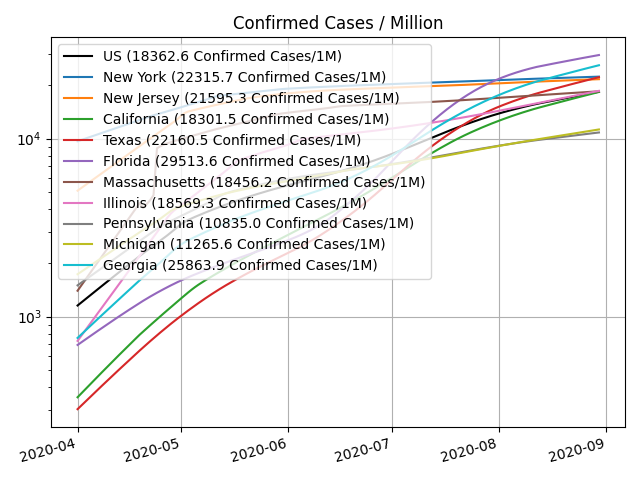 Confirmed Cases / Million
US (18362.6 Confirmed Cases/1M)
New York (22315.7 Confirmed Cases/1M)
New Jersey (21595.3 Confirmed Cases/1M)
California (18301.5 Confirmed Cases/1M)
Texas (22160.5 Confirmed Cases/1M)
Florida (29513.6 Confirmed Cases/1M)
Massachusetts (18456.2 Confirmed Cases/1M)
Illinois (18569.3 Confirmed Cases/1M)
Pennsylvania (10835.0 Confirmed Cases/1M)
Michigan (11265.6 Confirmed Cases/1M)
Georgia (25863.9 Confirmed Cases/1M)
10⁴
10³
2020-04 2020-05 2020-06 2020-07 2020-08 2020-09